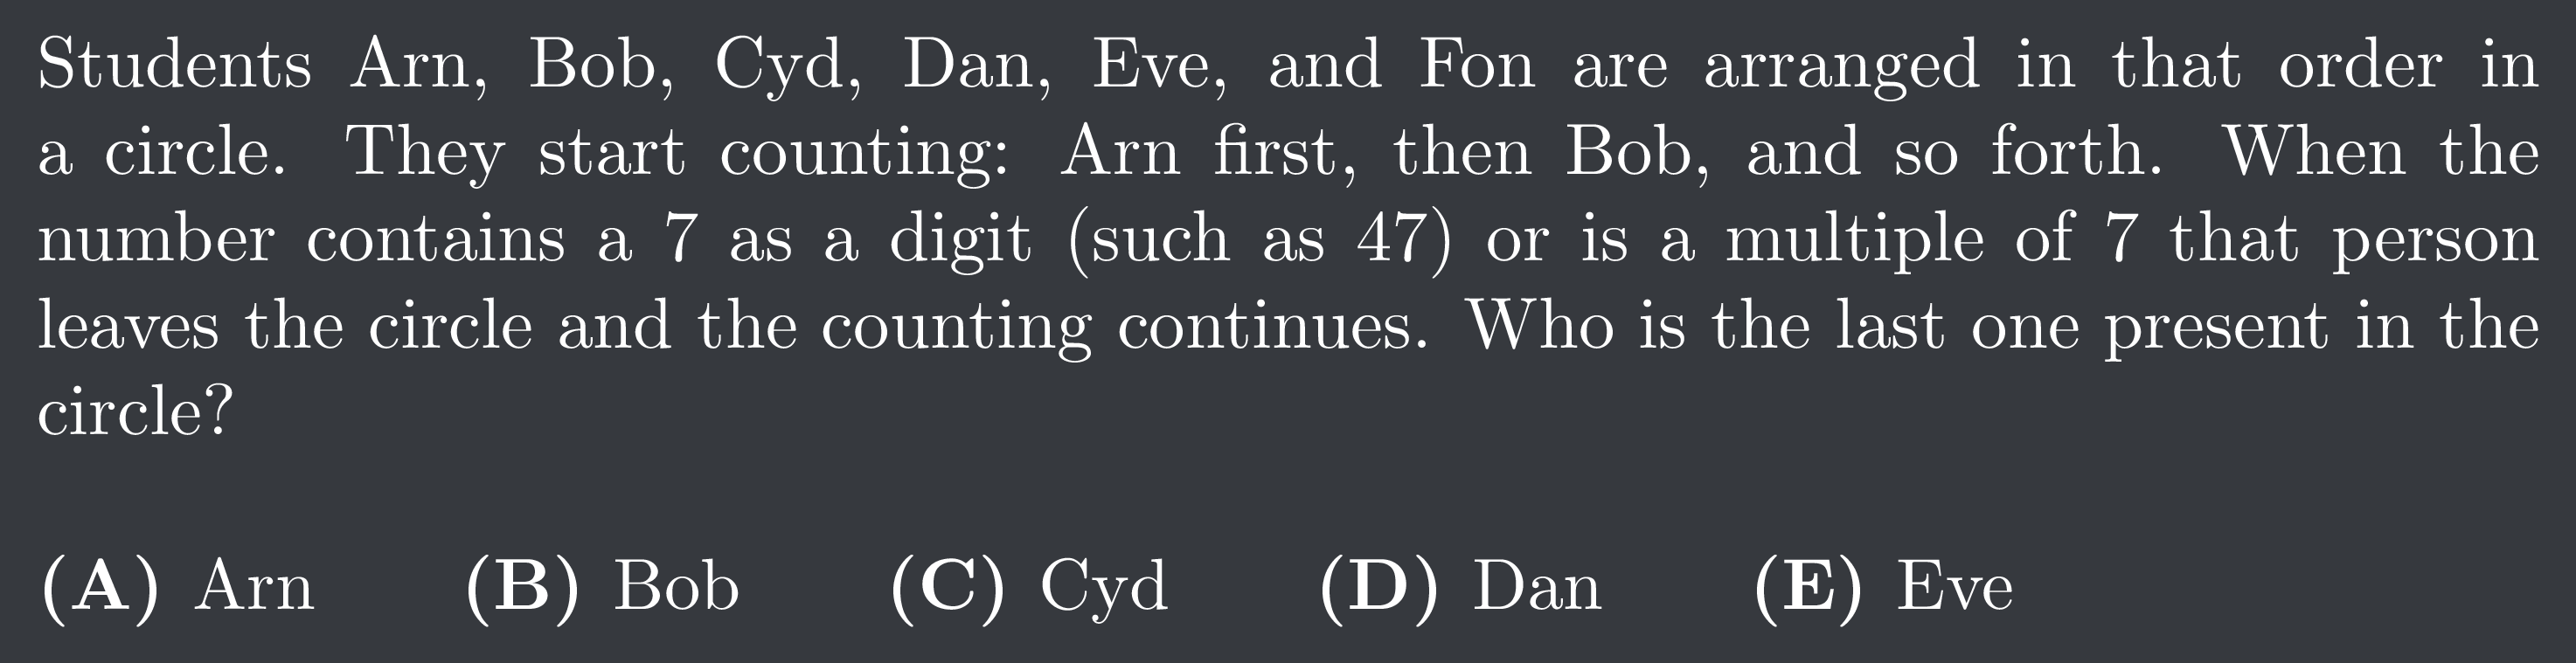 Students Arn, Bob, Cyd, Dan, Eve, and Fon are arranged in that order in
a circle. They start counting: Arn first, then Bob, and so forth. When the
number contains a 7 as a digit (such as 47) or is a multiple of 7 that person
leaves the circle and the counting continues. Who is the last one present in the
circle?
(A) Arn (B) Bob (C) Cyd (D) Dan (E) Eve